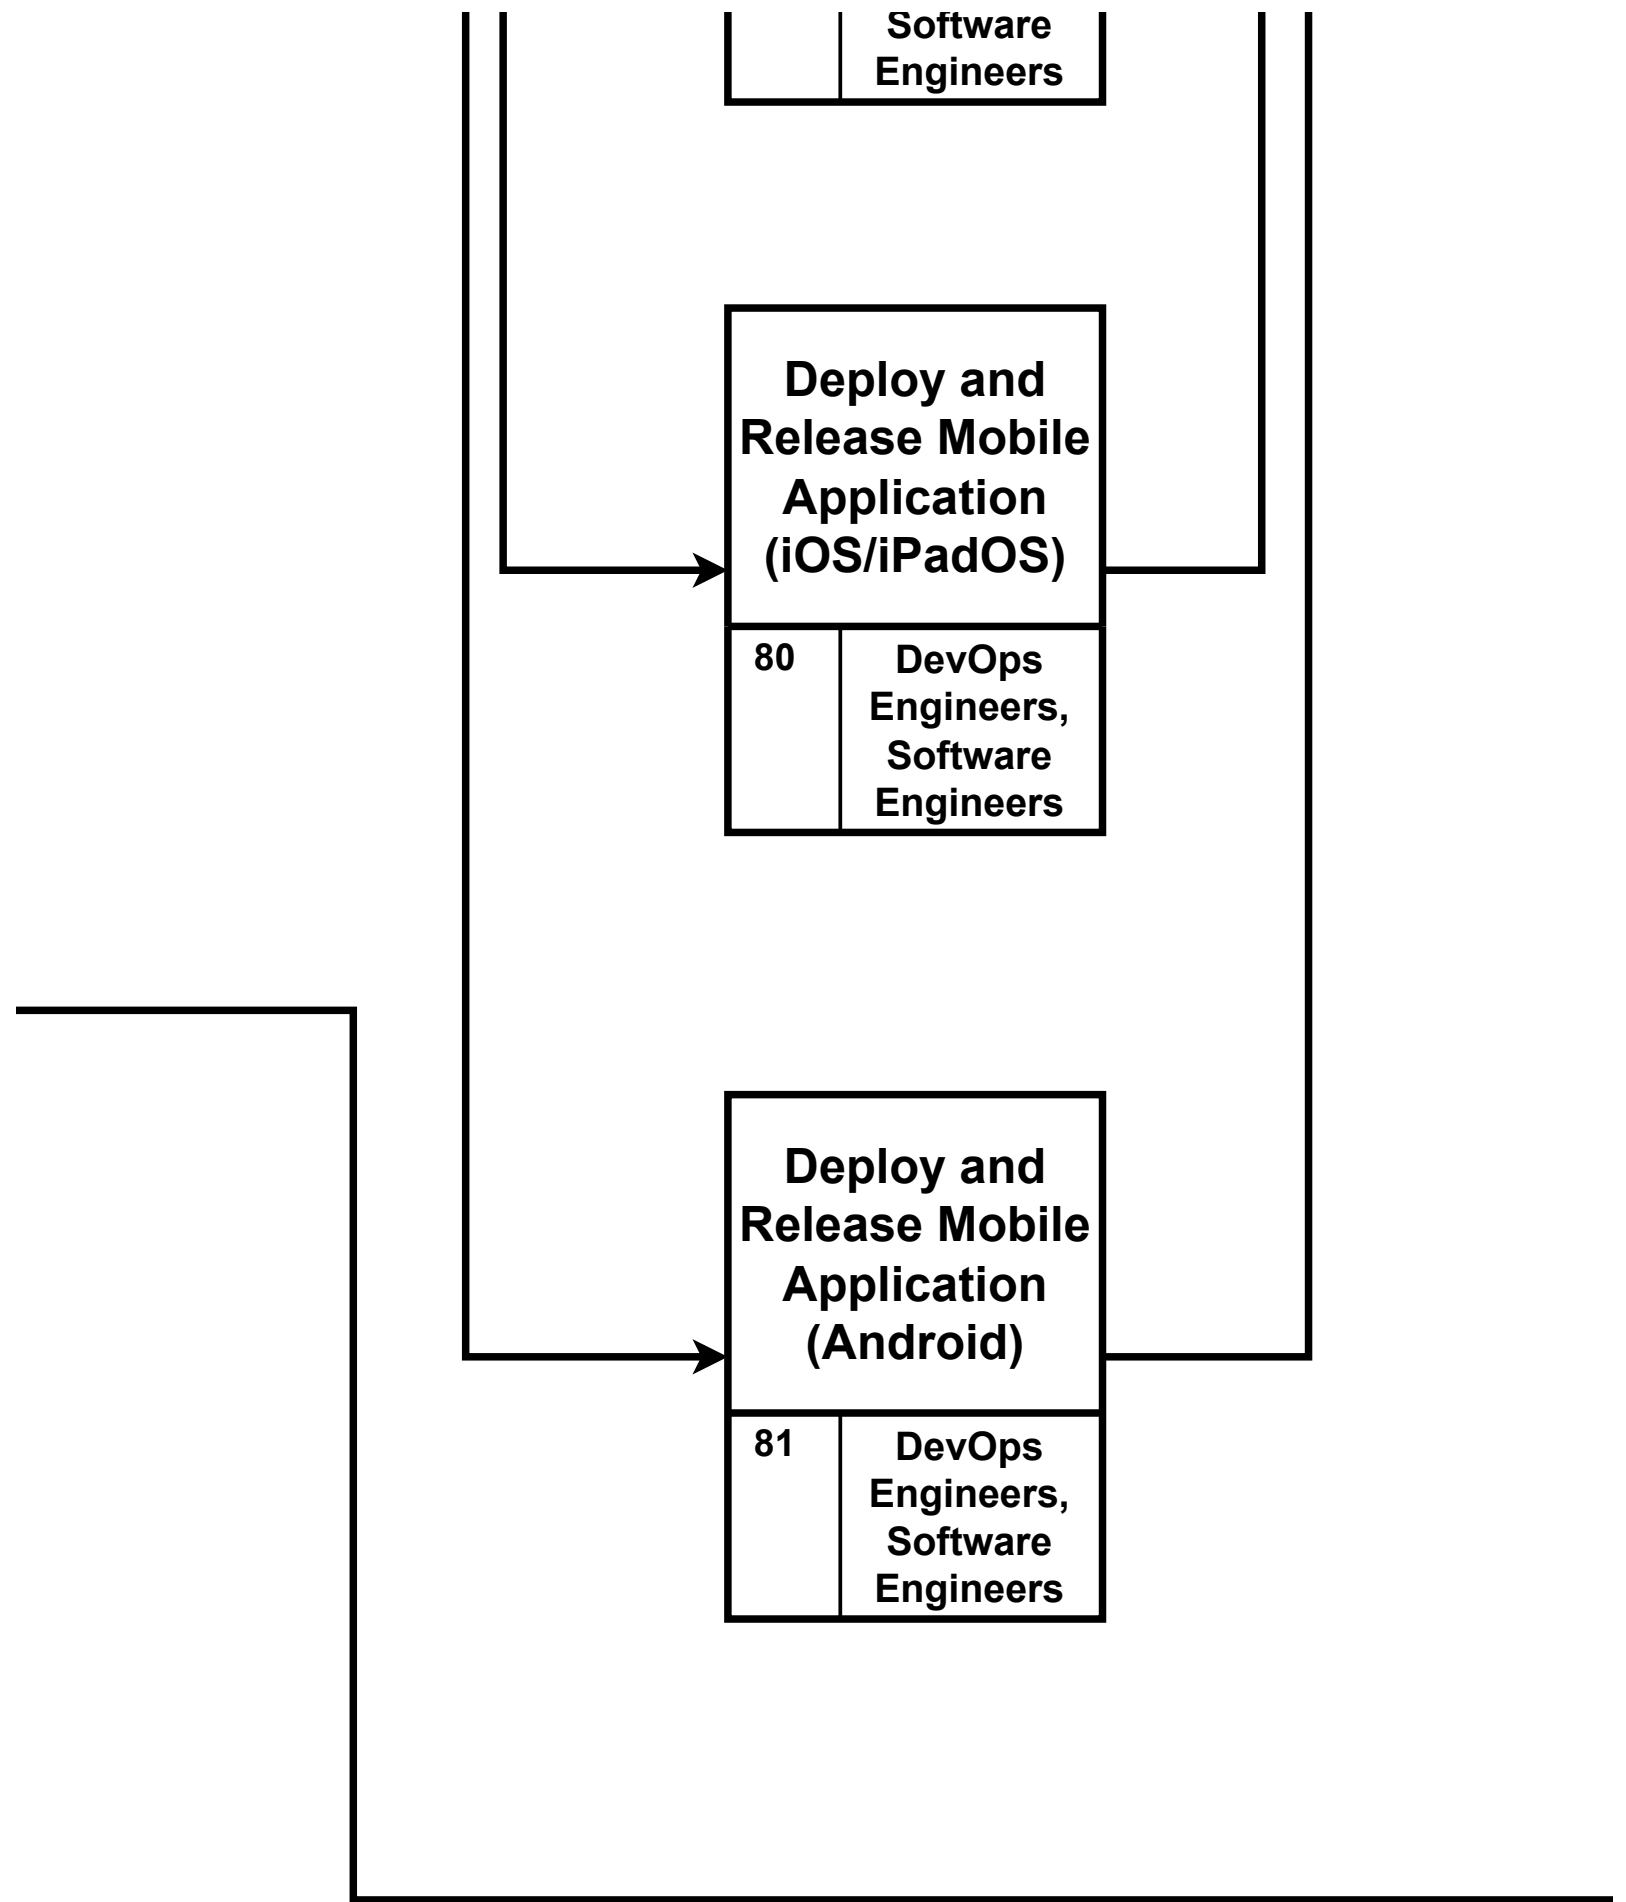 Software
Engineers
Deploy and
Release Mobile
Application
(iOS/iPadOS)
80
DevOps
Engineers,
Software
Engineers
Deploy and
Release Mobile
Application
(Android)
81
DevOps
Engineers,
Software
Engineers